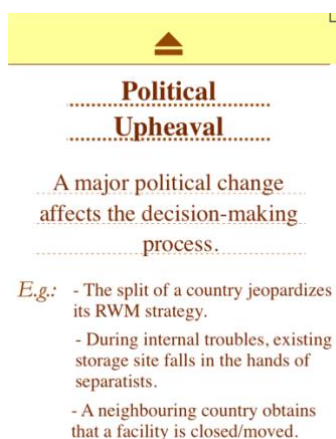 Political
Upheaval
A major political change
affects the decision-making
process.
E.g.: - The split of a country jeopardizes
its RWM strategy.
- During internal troubles, existing
storage site falls in the hands of
separatists.
- A neighbouring country obtains
that a facility is closed/moved.